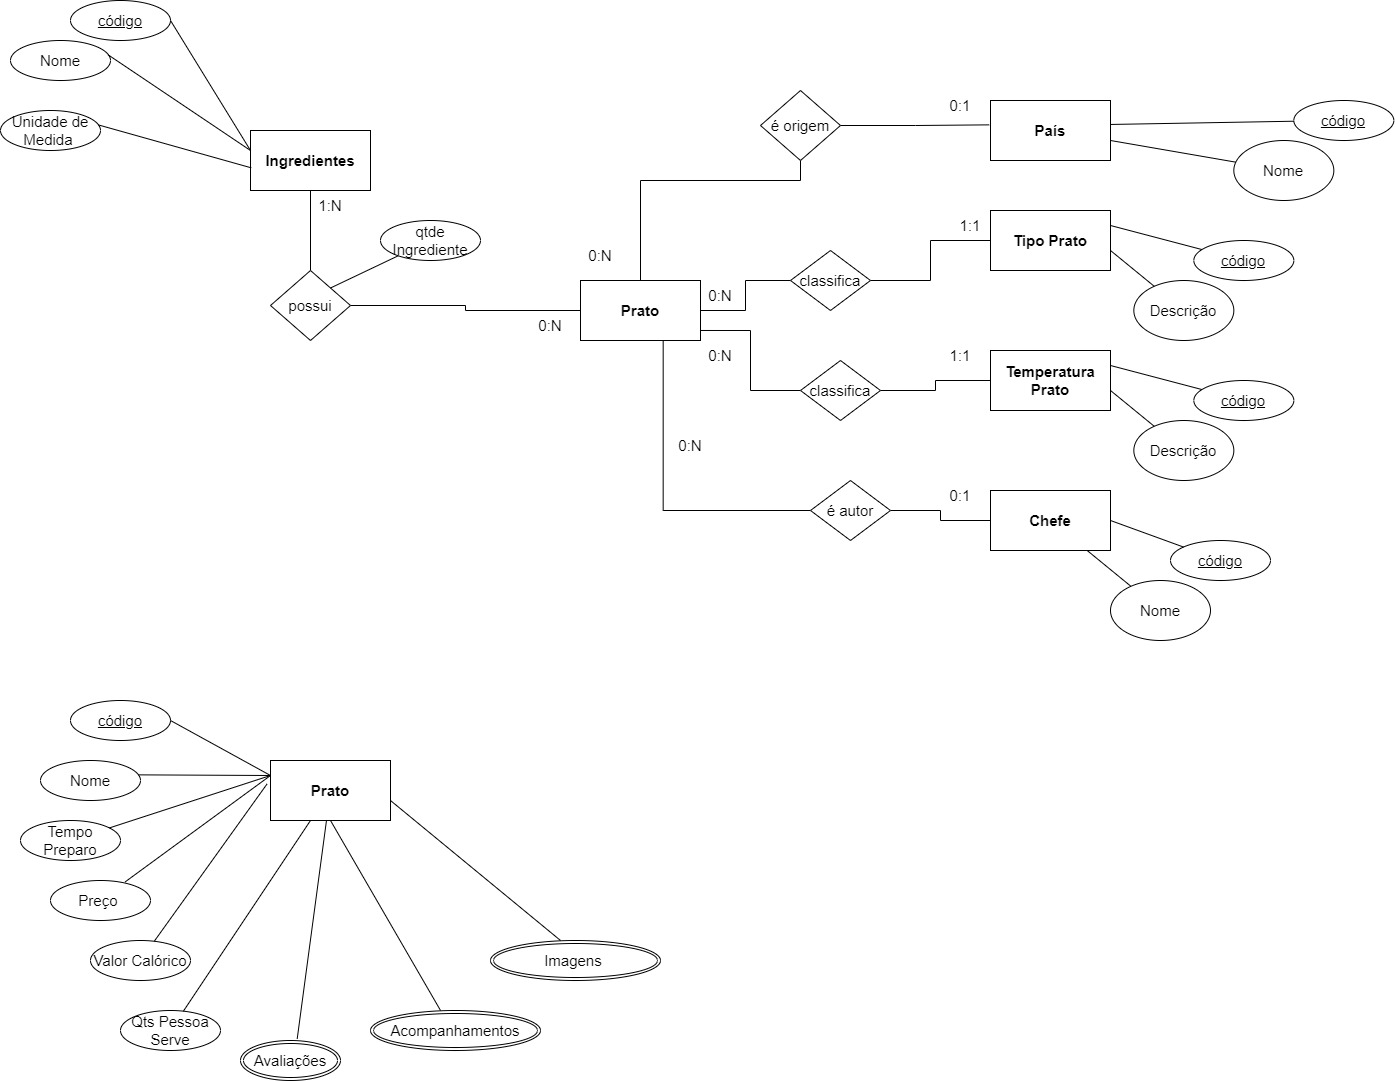 código
Nome
Unidade de
Medida
Ingredientes
1:N
qtde
Ingrediente
possui
0:N
Prato
0:N
é origem
0:1
País
código
Nome
0:N
classifica
1:1
Tipo Prato
código
Descrição
0:N
classifica
1:1
Temperatura
Prato
código
Descrição
0:N
é autor
0:1
Chefe
código
Nome
código
Nome
Tempo
Preparo
Preço
Valor Calórico
Qts Pessoa
Serve
Avaliações
Acompanhamentos
Imagens
Prato